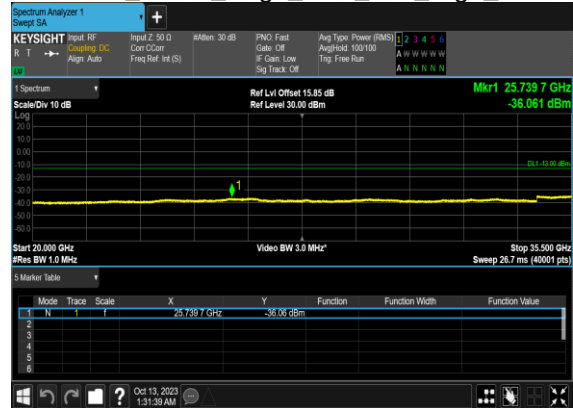 Spectrum Analyzer 1
Swept SA
+
KEYSIGHT Input: RF Input Z: 50 Ω #Atten: 30 dB PNO: Fast Avg Type: Power (RMS) 1 2 3 4 5 6
R T Coupling: DC Corr CCorr Gate: Off Avg|Hold: 100/100 A W W W W W
Align: Auto Freq Ref: Int (S) IF Gain: Low Trig: Free Run
LXI Sig Track: Off A N N N N N
1 Spectrum Ref Lvl Offset 15.85 dB Mkr1 25.739 7 GHz
Scale/Div 10 dB Ref Level 30.00 dBm -36.061 dBm
Log
20.0
10.0
0.00
-10.0 DL1 -13.00 dBm
-20.0
-30.0 1
-40.0
-50.0
-60.0
Start 20.000 GHz Video BW 3.0 MHz* Stop 35.500 GHz
#Res BW 1.0 MHz Sweep 26.7 ms (40001 pts)
5 Marker Table
Mode Trace Scale X Y Function Function Width Function Value
1 N 1 f 25.739 7 GHz -36.06 dBm
2
3
4
5
6
? Oct 13, 2023
1:31:39 AM